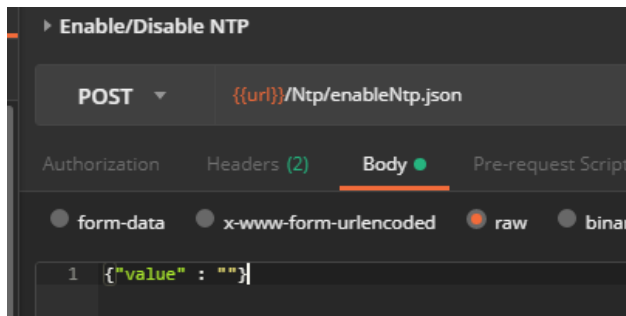 Enable/Disable NTP
POST {{url}}/Ntp/enableNtp.json
Authorization Headers (2) Body Pre-request Script
form-data x-www-form-urlencoded raw binar
1 {"value" : ""}